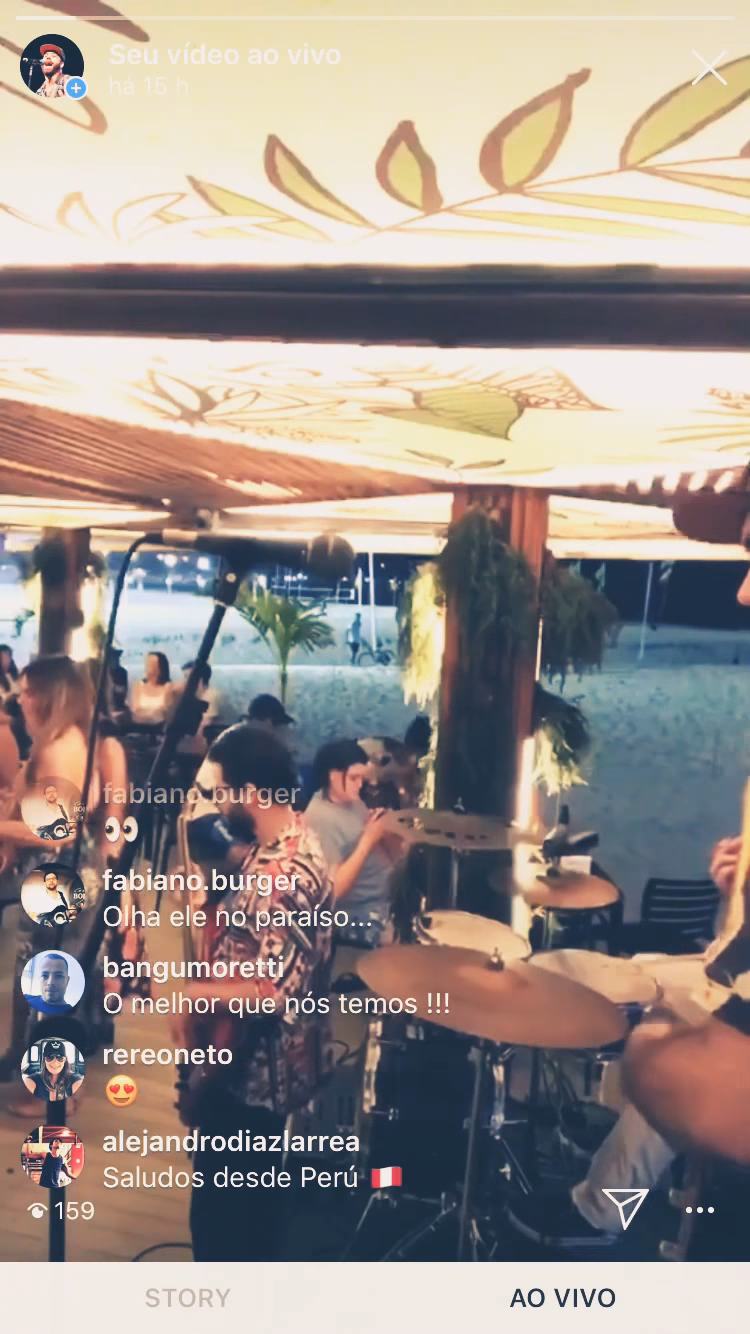 Seu vídeo ao vivo
há 15 h
fabiano.burger
👀
fabiano.burger
Olha ele no paraíso...
bangumoretti
O melhor que nós temos !!!
rereoneto
😍
alejandrodiazlarrea
Saludos desde Perú 🇵🇪
159
STORY
AO VIVO